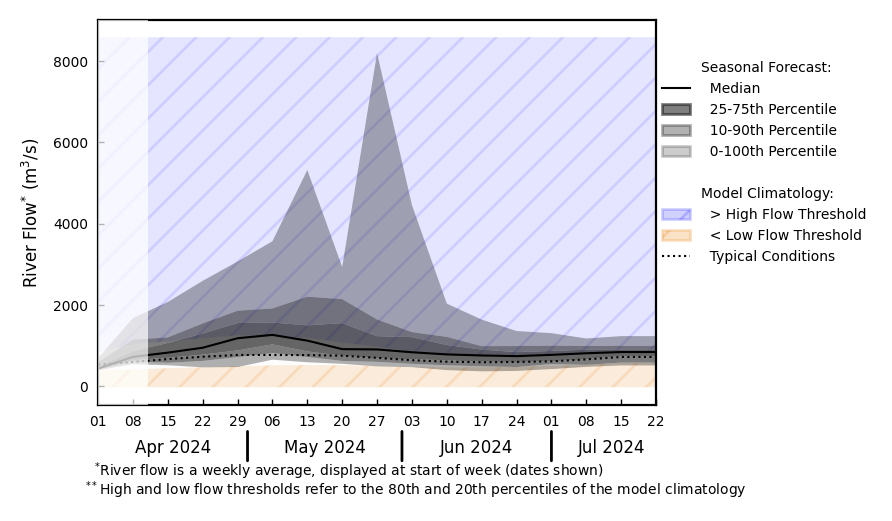 8000
6000
4000
2000
0
River Flow* (m³/s)
01 08 15 22 29 06 13 20 27 03 10 17 24 01 08 15 22
Apr 2024 May 2024 Jun 2024 Jul 2024
Seasonal Forecast:
Median
25-75th Percentile
10-90th Percentile
0-100th Percentile
Model Climatology:
> High Flow Threshold
< Low Flow Threshold
Typical Conditions
*River flow is a weekly average, displayed at start of week (dates shown)
**High and low flow thresholds refer to the 80th and 20th percentiles of the model climatology